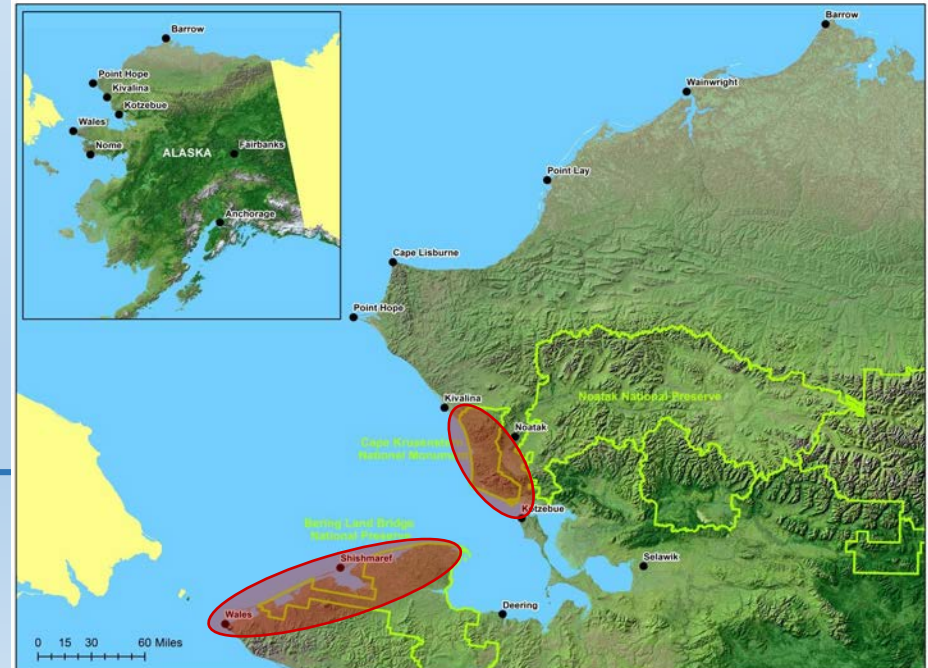 Barrow
Point Hope
Kivalina
Kotzebue
Wales
Nome
ALASKA
Fairbanks
Anchorage
Barrow
Wainwright
Point Lay
Cape Lisburne
Point Hope
Kivalina
Noatak National Preserve
Noatak
Cape Krusenstern
National Monument
Kotzebue
Bering Land Bridge
National Preserve
Shishmaref
Selawik
Deering
Wales
0 15 30 60 Miles